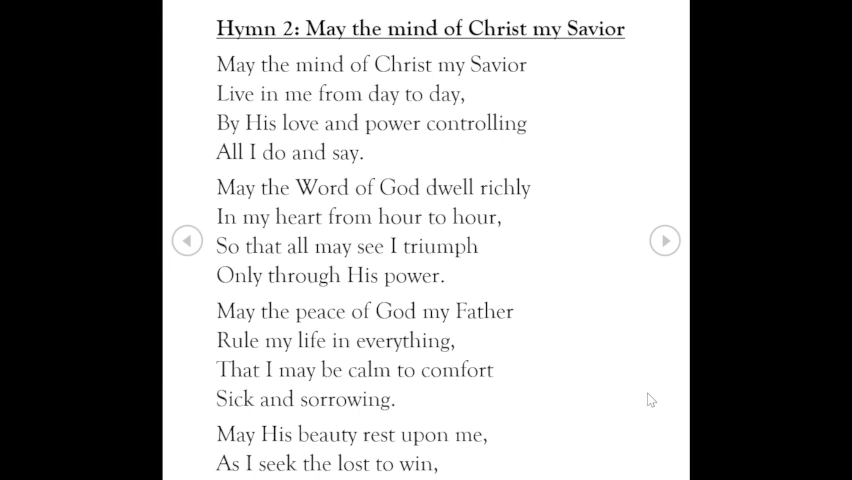 Hymn 2: May the mind of Christ my Savior
May the mind of Christ my Savior
Live in me from day to day,
By His love and power controlling
All I do and say.
May the Word of God dwell richly
In my heart from hour to hour,
So that all may see I triumph
Only through His power.
May the peace of God my Father
Rule my life in everything,
That I may be calm to comfort
Sick and sorrowing.
May His beauty rest upon me,
As I seek the lost to win,